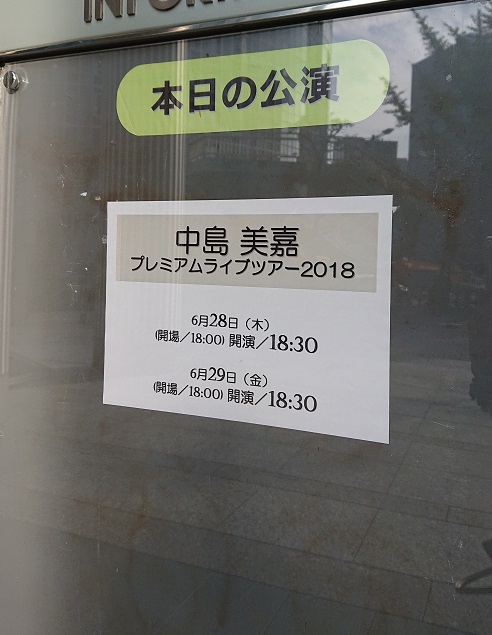 本日の公演
中島 美嘉
プレミアムライブツアー2018
6月28日（木）
(開場／18:00) 開演／18:30
6月29日（金）
(開場／18:00) 開演／18:30